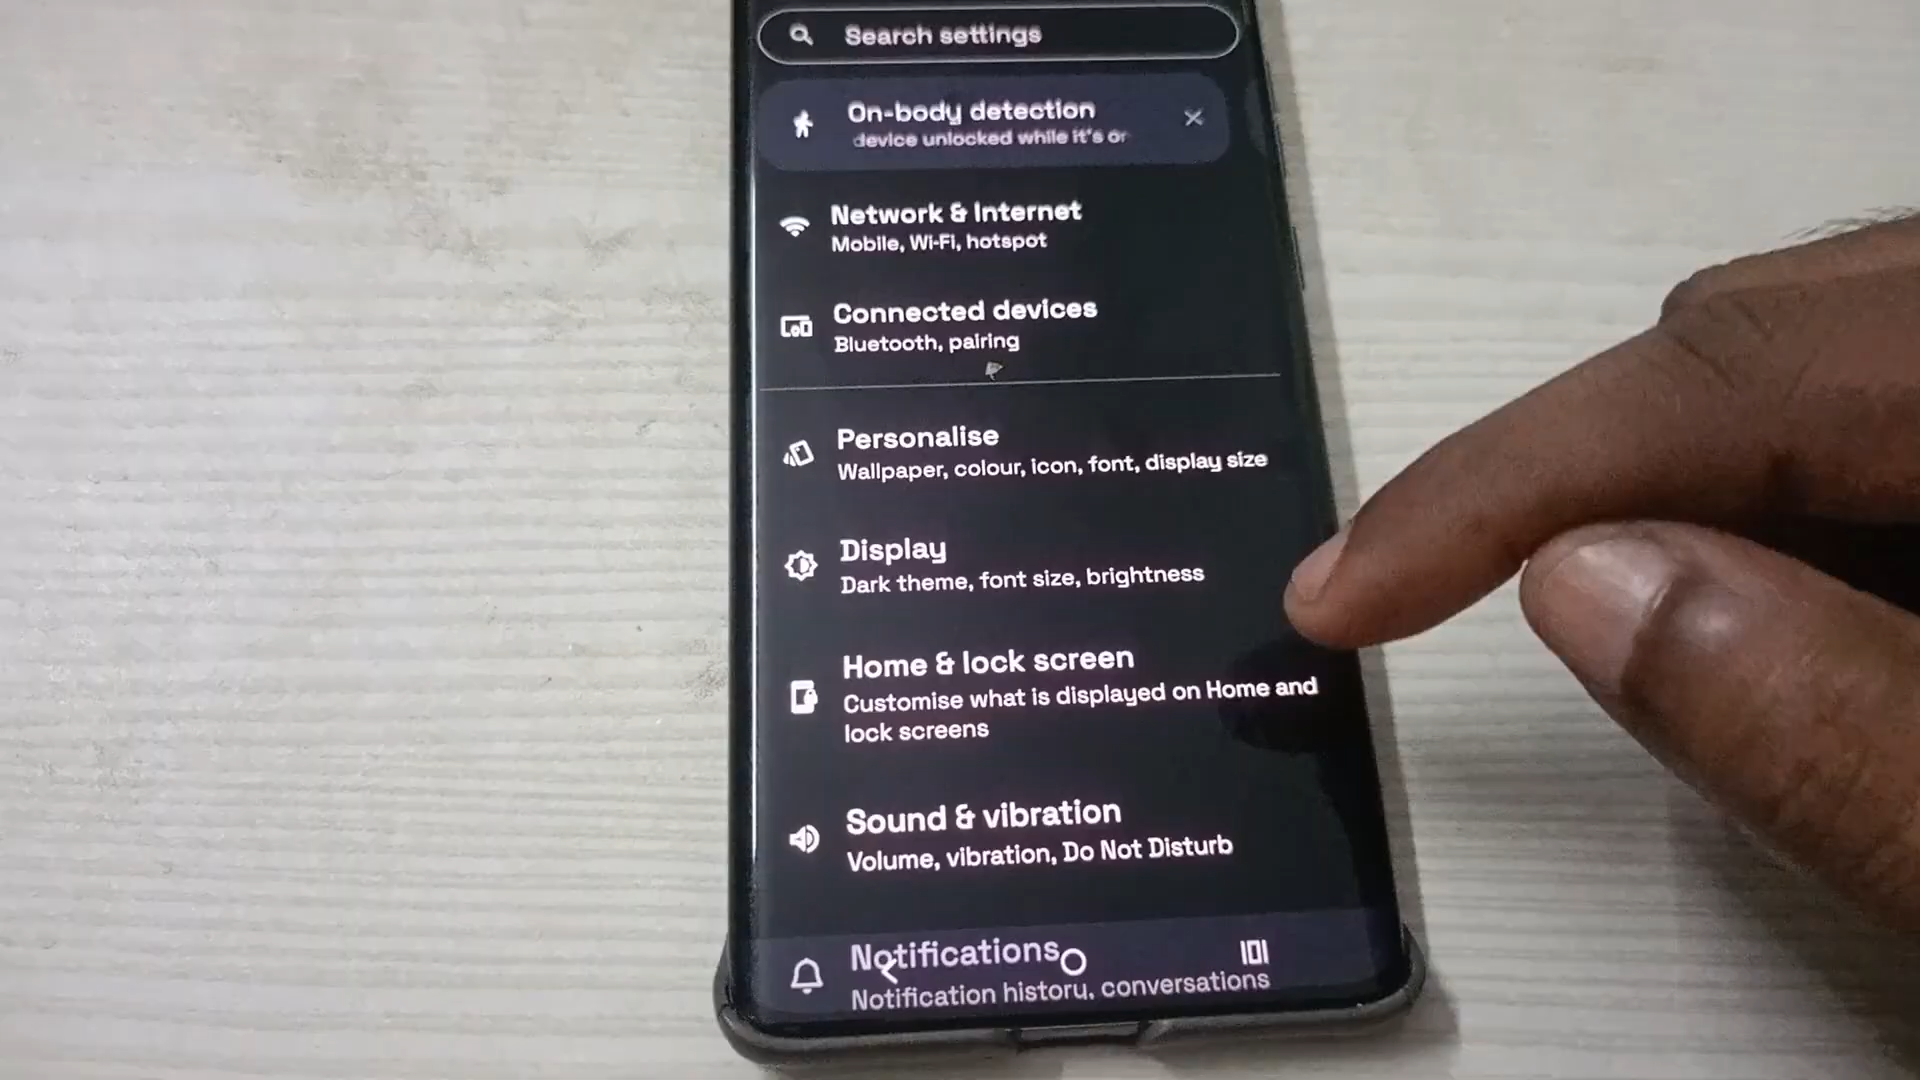 Search settings
On-body detection
device unlocked while it's or
Network & Internet
Mobile, Wi-Fi, hotspot
Connected devices
Bluetooth, pairing
Personalise
Wallpaper, colour, icon, font, display size
Display
Dark theme, font size, brightness
Home & lock screen
Customise what is displayed on Home and
lock screens
Sound & vibration
Volume, vibration, Do Not Disturb
Notifications
Notification history, conversations